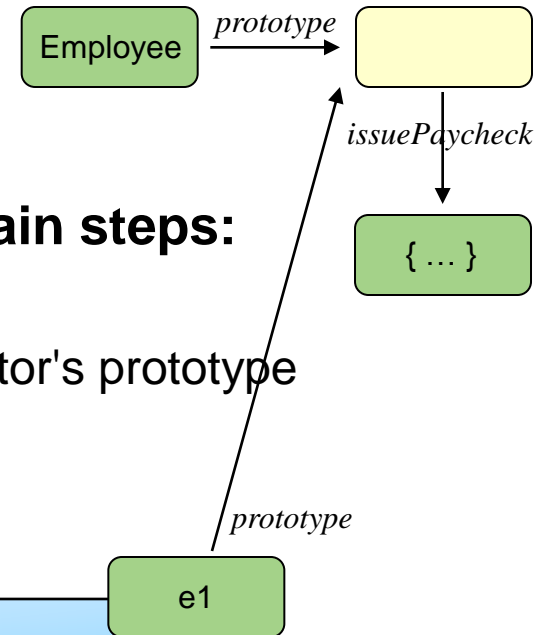 prototype
Employee
issuePaycheck
ain steps:
{ … }
tor's prototype
prototype
e1